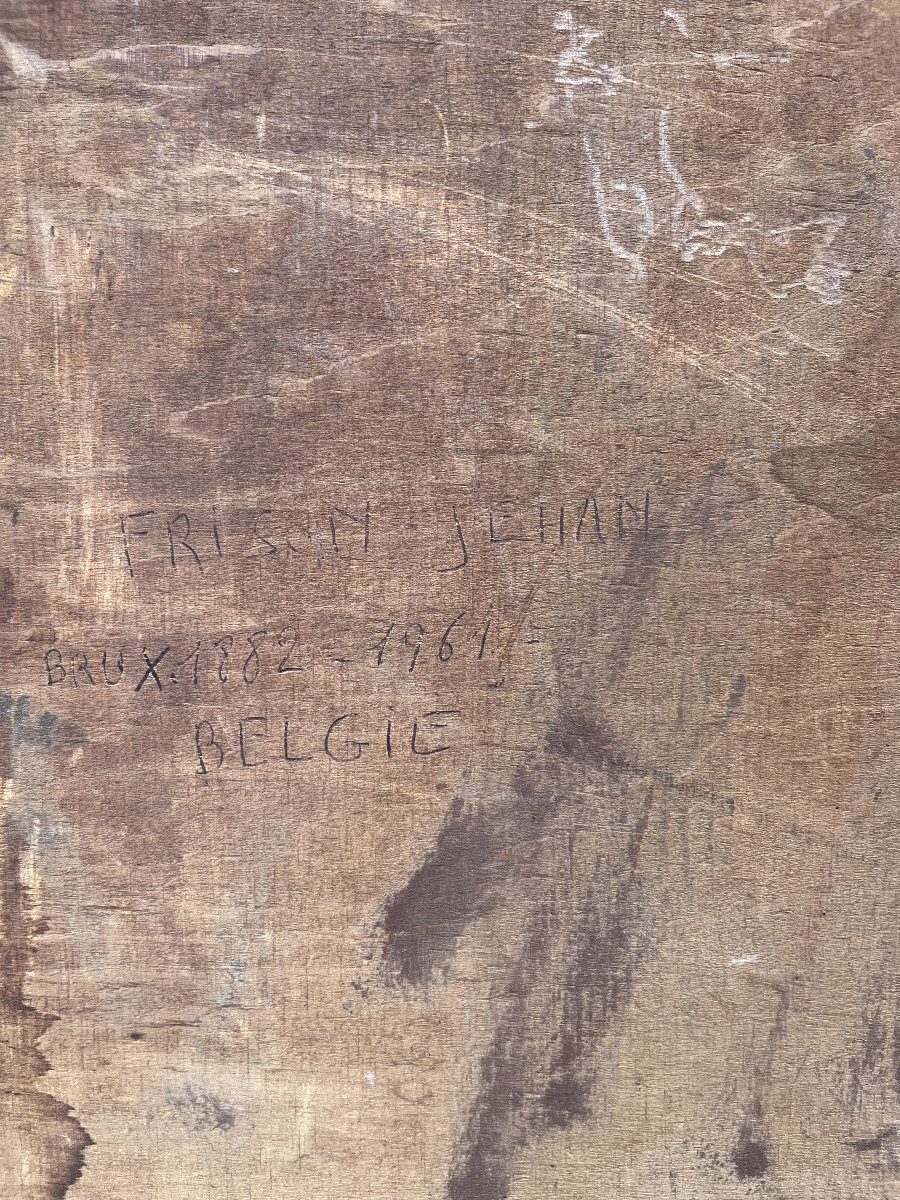 FRISON JEHAN
BRUX. 1882 - 1961 -
BELGIE